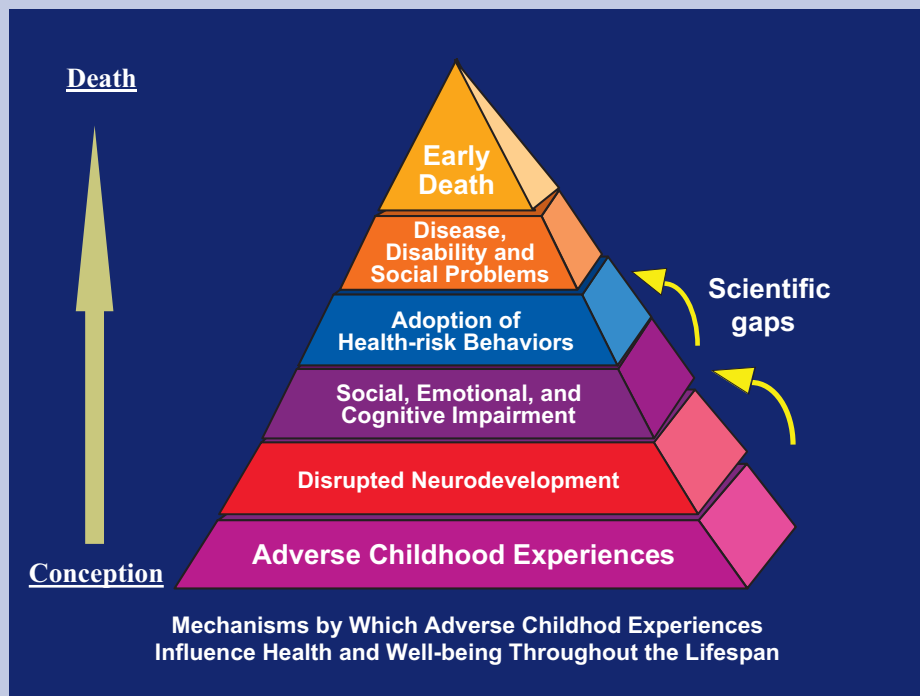 Death
Early
Death
Disease,
Disability and
Social Problems
Scientific
gaps
Adoption of
Health-risk Behaviors
Social, Emotional, and
Cognitive Impairment
Disrupted Neurodevelopment
Adverse Childhood Experiences
Conception
Mechanisms by Which Adverse Childhod Experiences
Influence Health and Well-being Throughout the Lifespan